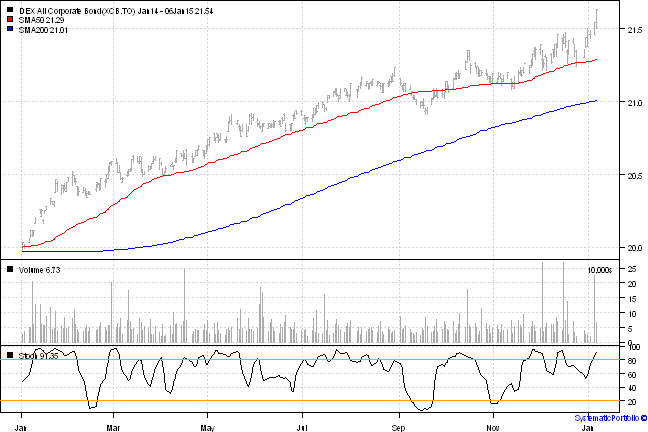 DEX All Corporate Bond(XCB.TO) Jan14 - 06Jan15 21.54
SMA50 21.29
SMA200 21.01
21.5
21.0
20.5
20.0
Volume 6.73
10,000s
25
20
15
10
5
0
Stoch 91.35
100
80
60
40
20
Jan Mar May Jul Sep Nov Jan
SystematicPortfolio ©